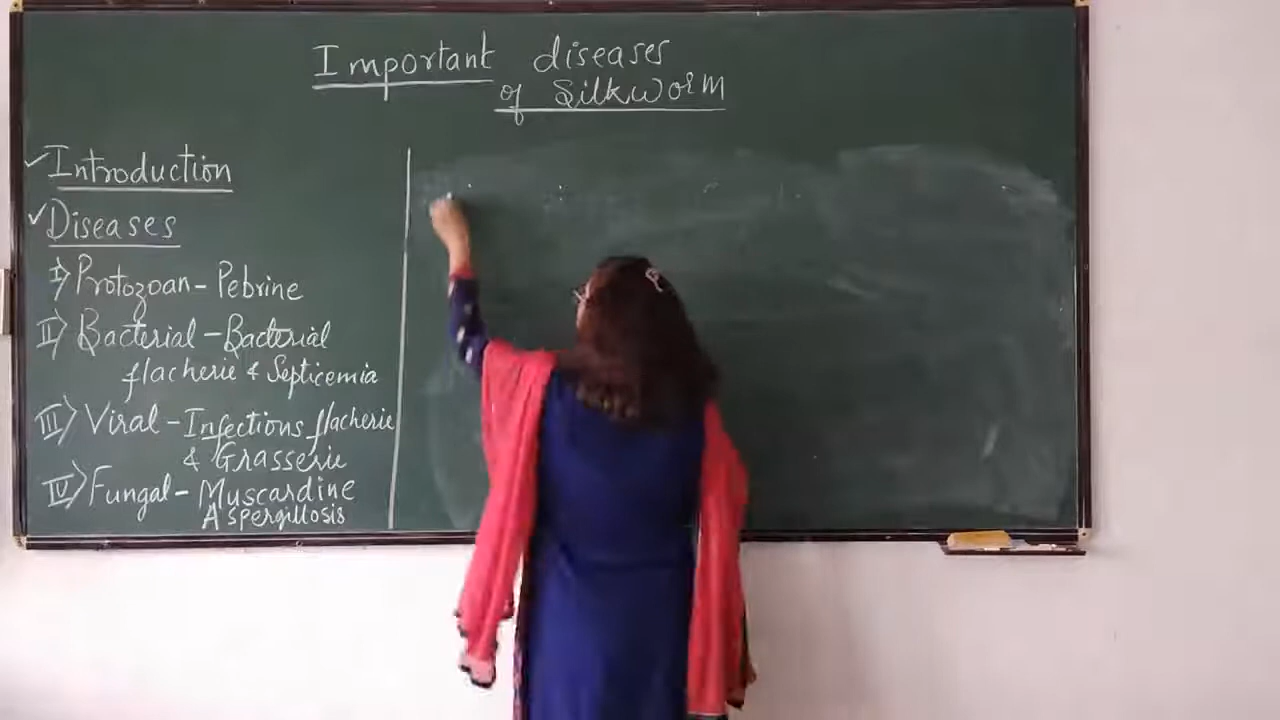 Important diseases
of Silkworm
✓Introduction
✓Diseases
I) Protozoan - Pebrine
II) Bacterial - Bacterial
flacherie & Septicemia
III) Viral - Infections flacherie
& Grasserie
IV) Fungal - Muscardine
Aspergillosis